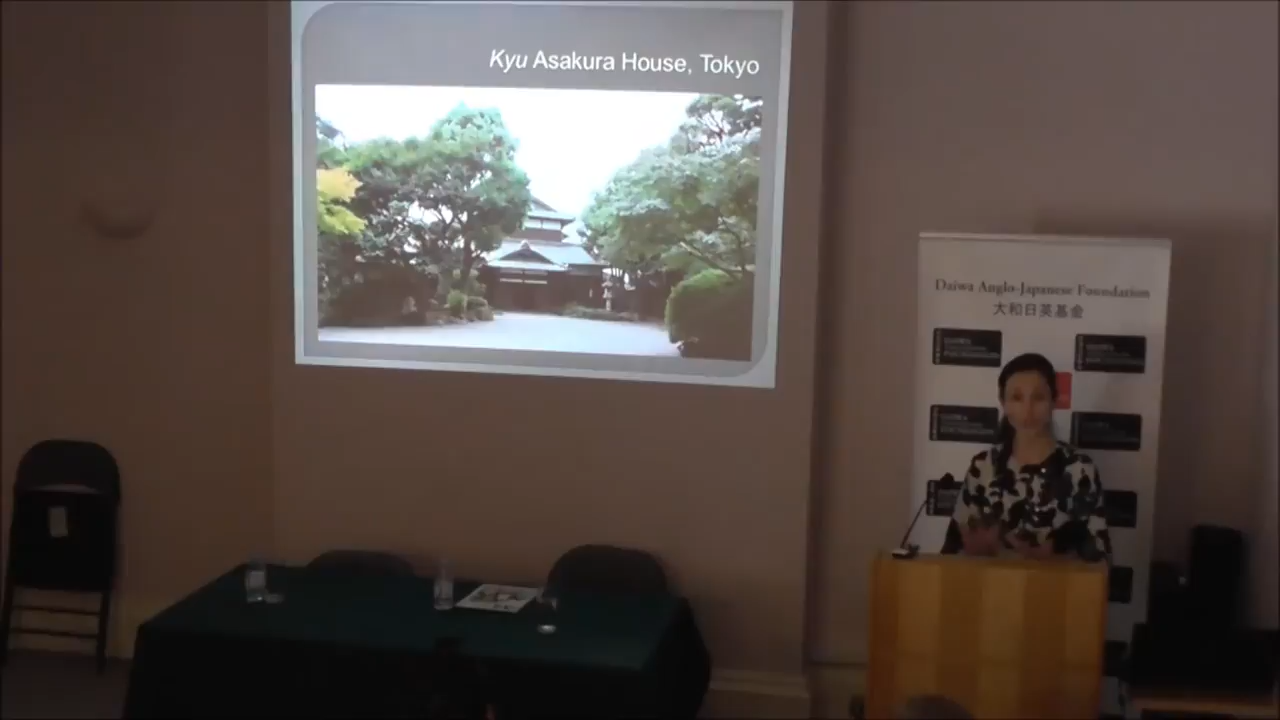 Kyu Asakura House, Tokyo
Daiwa Anglo-Japanese Foundation
大和日英基金